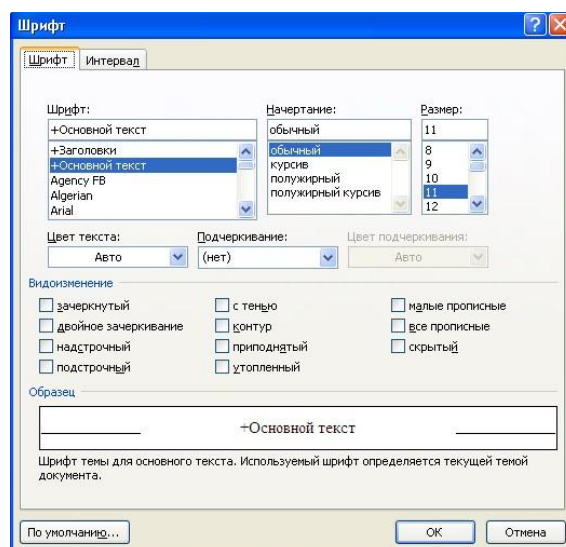 Шрифт
Шрифт Интервал
Шрифт: Начертание: Размер:
+Основной текст обычный 11
+Заголовки обычный 8
+Основной текст курсив 9
Agency FB полужирный 10
Algerian полужирный курсив 11
Arial 12
Цвет текста: Подчеркивание: Цвет подчеркивания:
Авто (нет) Авто
Видоизменение
зачеркнутый с тенью малые прописные
двойное зачеркивание контур все прописные
надстрочный приподнятый скрытый
подстрочный утопленный
Образец
+Основной текст
Шрифт темы для основного текста. Используемый шрифт определяется текущей темой
документа.
По умолчанию... ОК Отмена